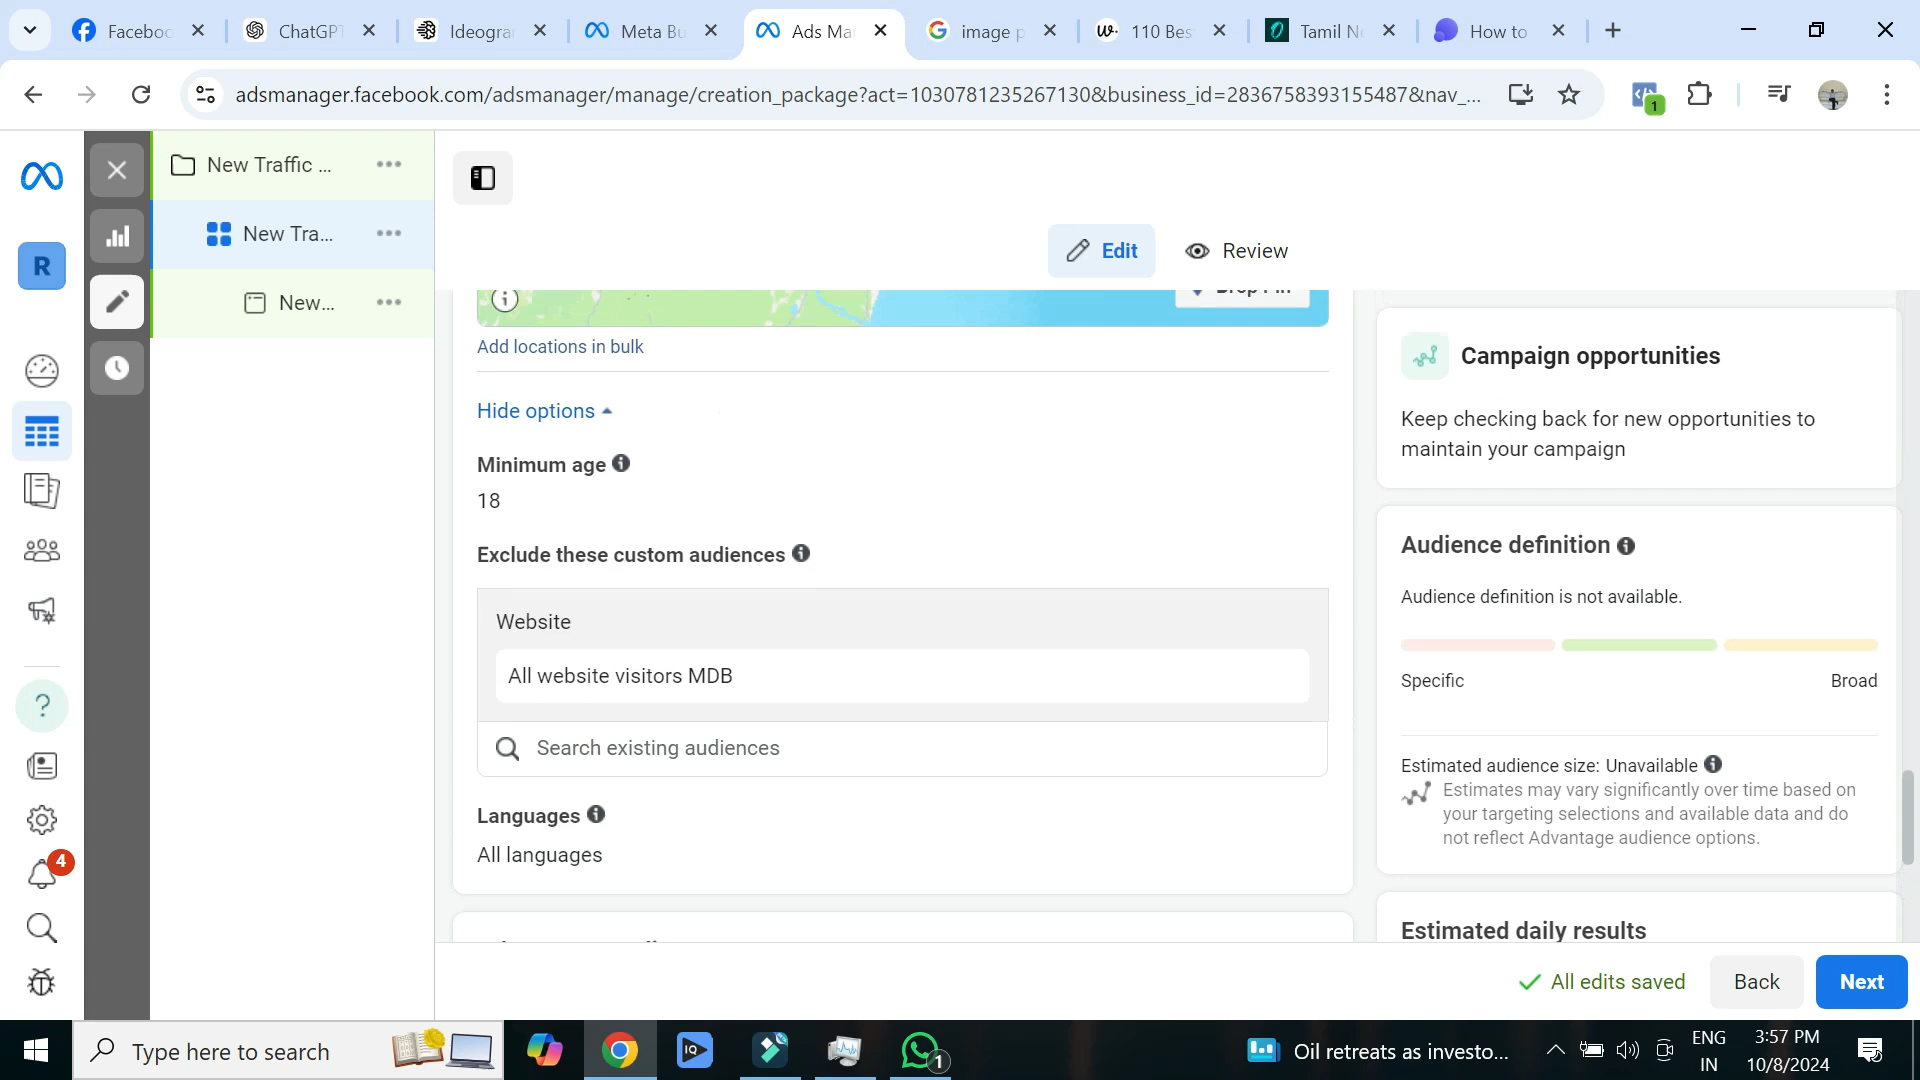 Faceboo
ChatGPT
Ideogra
Meta Bu
Ads Ma
image p
110 Bes
Tamil N
How to
adsmanager.facebook.com/adsmanager/manage/creation_package?act=1030781235267130&business_id=2836758393155487&nav_...
1
R
New Traffic ...
New Tra...
New...
Edit
Review
Add locations in bulk
Hide options
Minimum age
18
Exclude these custom audiences
Website
All website visitors MDB
Search existing audiences
Languages
All languages
Campaign opportunities
Keep checking back for new opportunities to
maintain your campaign
Audience definition
Audience definition is not available.
Specific
Broad
Estimated audience size: Unavailable
Estimates may vary significantly over time based on
your targeting selections and available data and do
not reflect Advantage audience options.
Estimated daily results
4
All edits saved
Back
Next
Type here to search
IQ
1
Oil retreats as investo...
ENG
IN
3:57 PM
10/8/2024